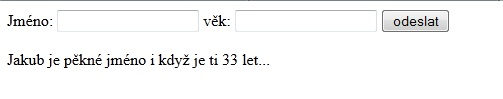 Jméno: věk: odeslat
Jakub je pěkné jméno i když je ti 33 let...